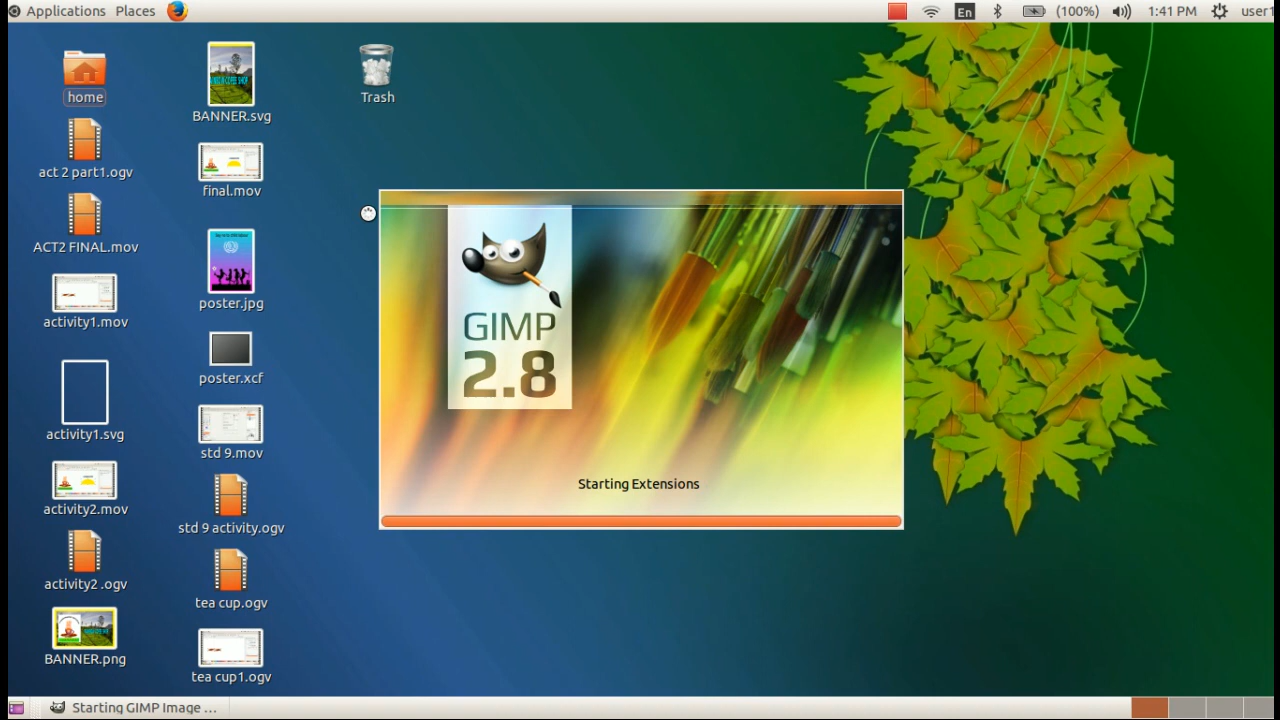 Applications Places En (100%) 1:41 PM user1
home
act 2 part1.ogv
ACT2 FINAL.mov
activity1.mov
activity1.svg
activity2.mov
activity2 .ogv
BANNER.png
BANNER.svg
final.mov
poster.jpg
poster.xcf
std 9.mov
std 9 activity.ogv
tea cup.ogv
tea cup1.ogv
Trash
GIMP
2.8
Starting Extensions
Starting GIMP Image ...